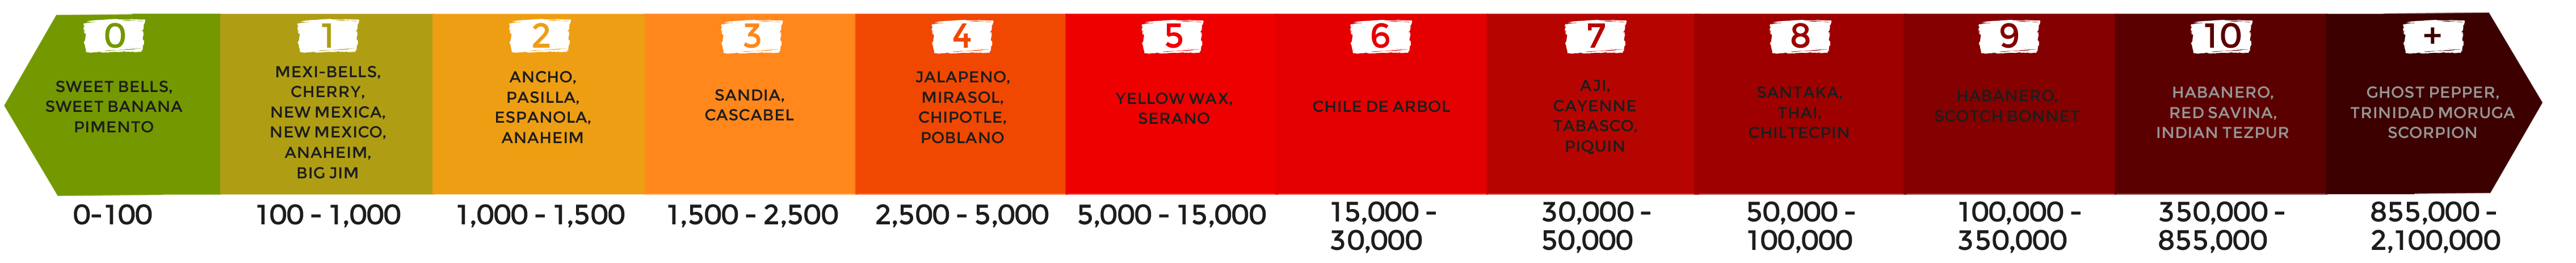 0
SWEET BELLS,
SWEET BANANA
PIMENTO
0-100
1
MEXI-BELLS,
CHERRY,
NEW MEXICA,
NEW MEXICO,
ANAHEIM,
BIG JIM
100 - 1,000
2
ANCHO,
PASILLA,
ESPANOLA,
ANAHEIM
1,000 - 1,500
3
SANDIA,
CASCABEL
1,500 - 2,500
4
JALAPENO,
MIRASOL,
CHIPOTLE,
POBLANO
2,500 - 5,000
5
YELLOW WAX,
SERANO
5,000 - 15,000
6
CHILE DE ARBOL
15,000 -
30,000
7
AJI,
CAYENNE
TABASCO,
PIQUIN
30,000 -
50,000
8
SANTAKA,
THAI,
CHILTECPIN
50,000 -
100,000
9
HABANERO,
SCOTCH BONNET
100,000 -
350,000
10
HABANERO,
RED SAVINA,
INDIAN TEZPUR
350,000 -
855,000
+
GHOST PEPPER,
TRINIDAD MORUGA
SCORPION
855,000 -
2,100,000